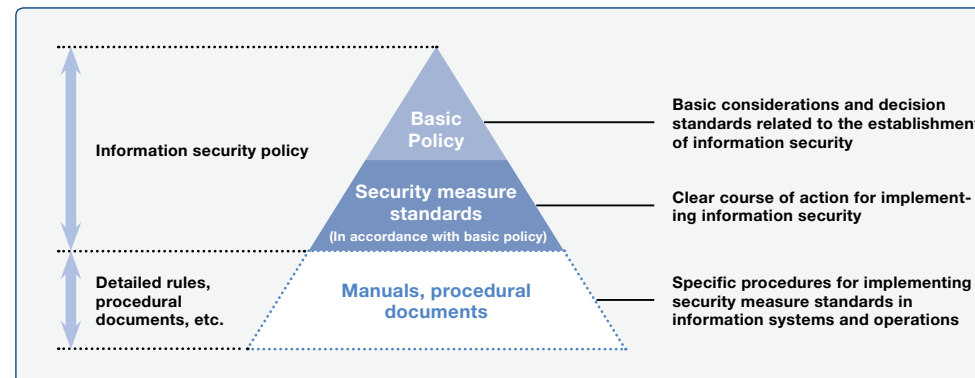 Basic
Policy
Basic considerations and decision
standards related to the establishment
of information security
Information security policy
Security measure
standards
(In accordance with basic policy)
Clear course of action for implement-
ing information security
Detailed rules,
procedural
documents, etc.
Manuals, procedural
documents
Specific procedures for implementing
security measure standards in
information systems and operations